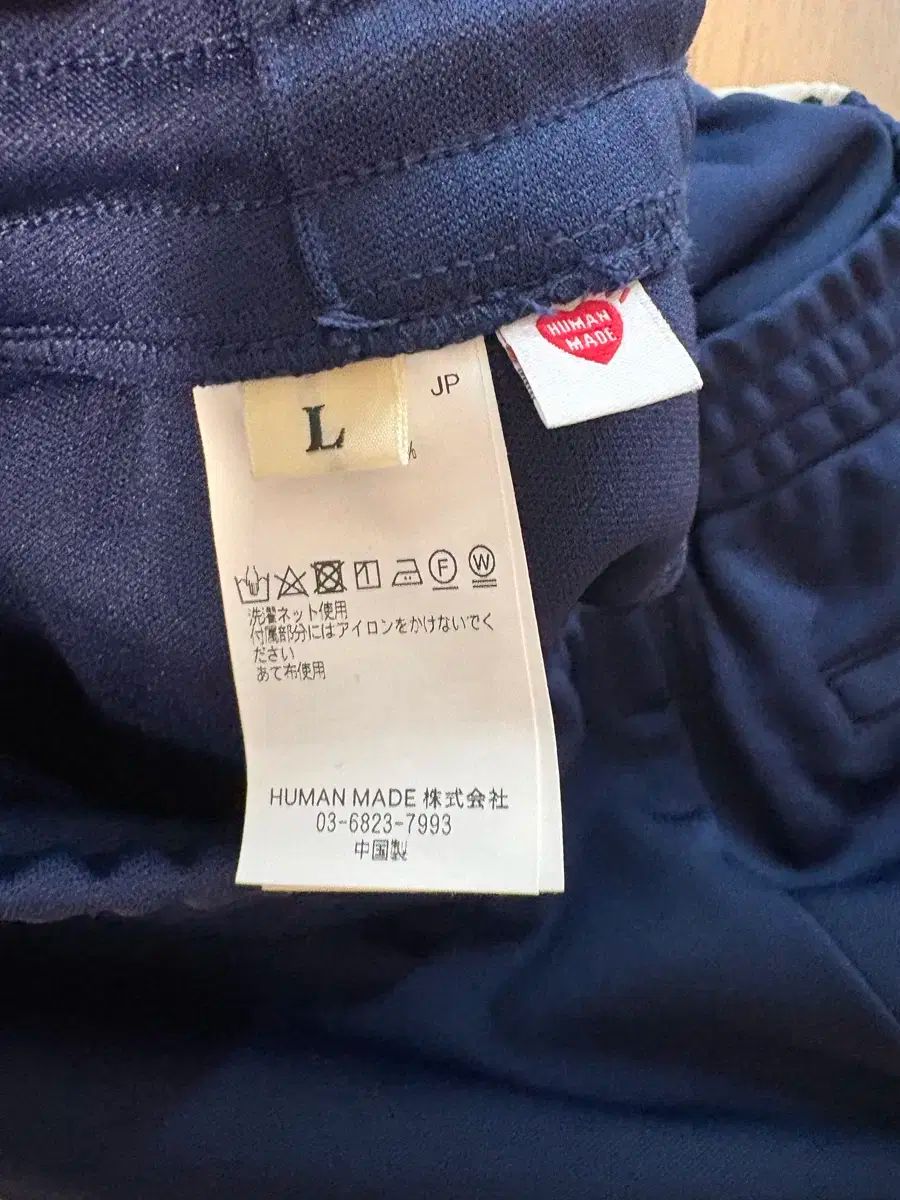 HUMAN
MADE
JP
L
%
F
W
洗濯ネット使用
付属部分にはアイロンをかけないでく
ださい
あて布使用
HUMAN MADE 株式会社
03-6823-7993
中国製